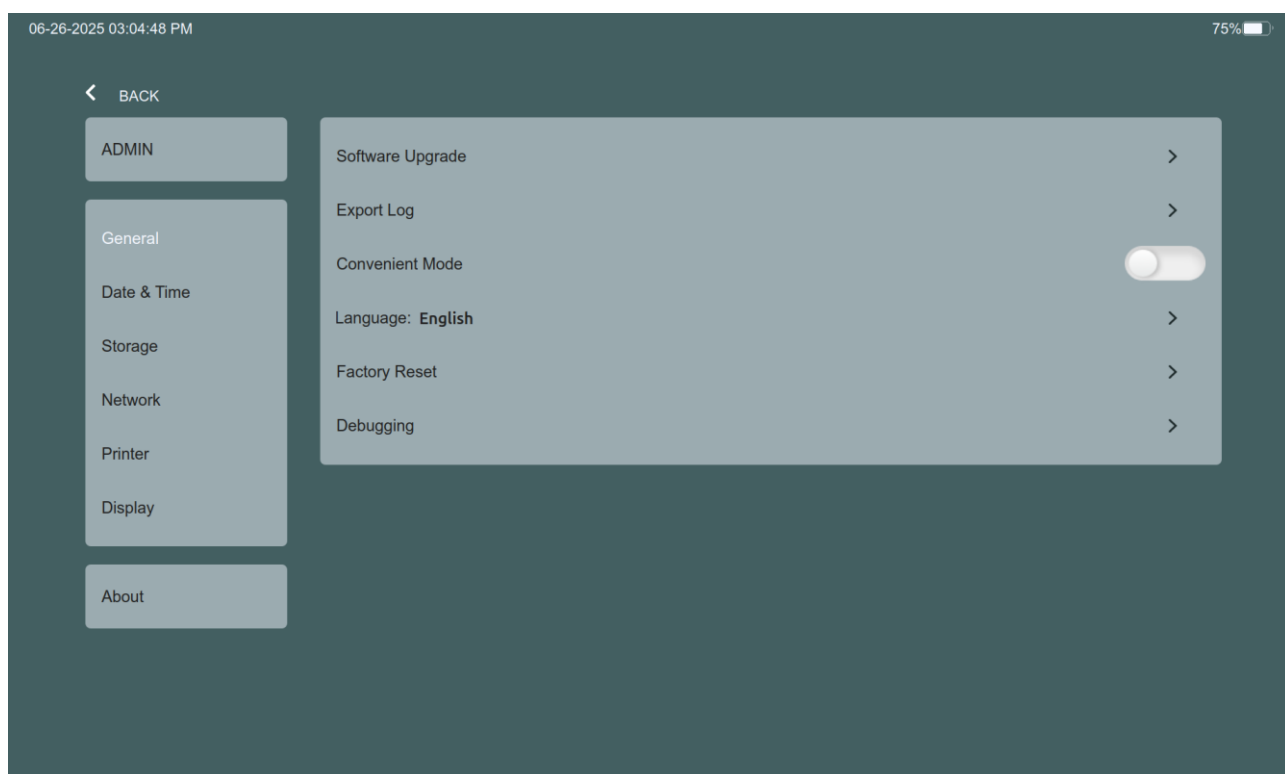 06-26-2025 03:04:48 PM
75%
BACK
ADMIN
General
Date & Time
Storage
Network
Printer
Display
About
Software Upgrade
Export Log
Convenient Mode
Language: English
Factory Reset
Debugging